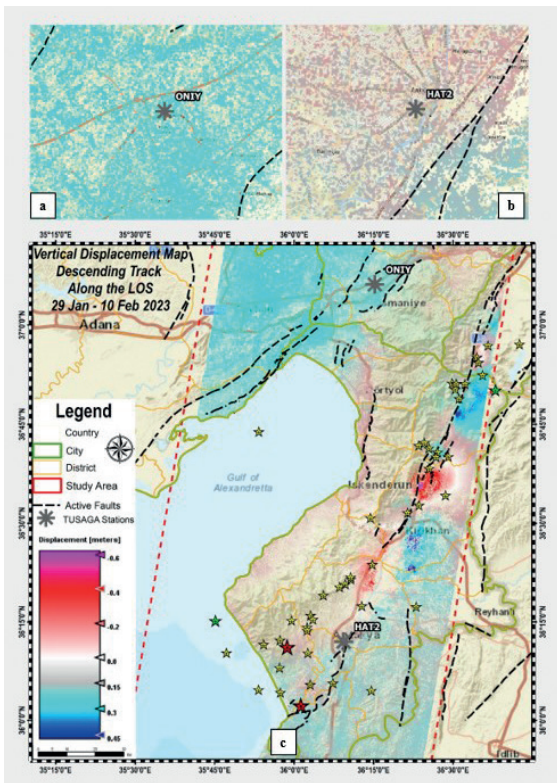 ONIY
HAT2
a
b
35°15'0"E
35°30'0"E
35°45'0"E
36°0'0"E
36°15'0"E
36°30'0"E
Vertical Displacement Map
Descending Track
Along the LOS
29 Jan - 10 Feb 2023
ONIY
maniye
Adana
örtyol
Legend
Country
City
District
Study Area
Active Faults
TUSAGA Stations
Displacement [meters]
-0.6
-0.4
-0.2
0.0
0.15
0.3
0.45
Gulf of
Alexandretta
Iskenderun
Kırıkhan
Reyhanlı
HAT2
Idlib
c
35°15'0"E
35°30'0"E
35°45'0"E
36°0'0"E
36°15'0"E
36°30'0"E